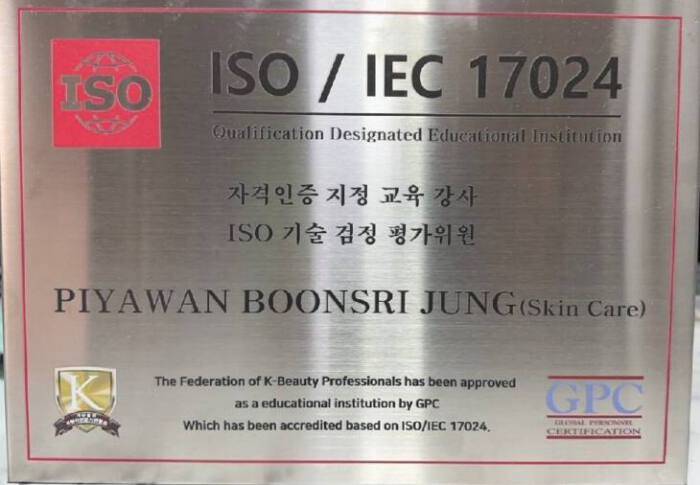 ISO
ISO / IEC 17024
Qualification Designated Educational Institution
자격인증 지정 교육 강사
ISO 기술 검정 평가위원
PIYAWAN BOONSRI JUNG(Skin Care)
K
The Federation of K-Beauty Professionals has been approved
as a educational institution by GPC
Which has been accredited based on ISO/IEC 17024.
GPC
GLOBAL PERSONNEL
CERTIFICATION